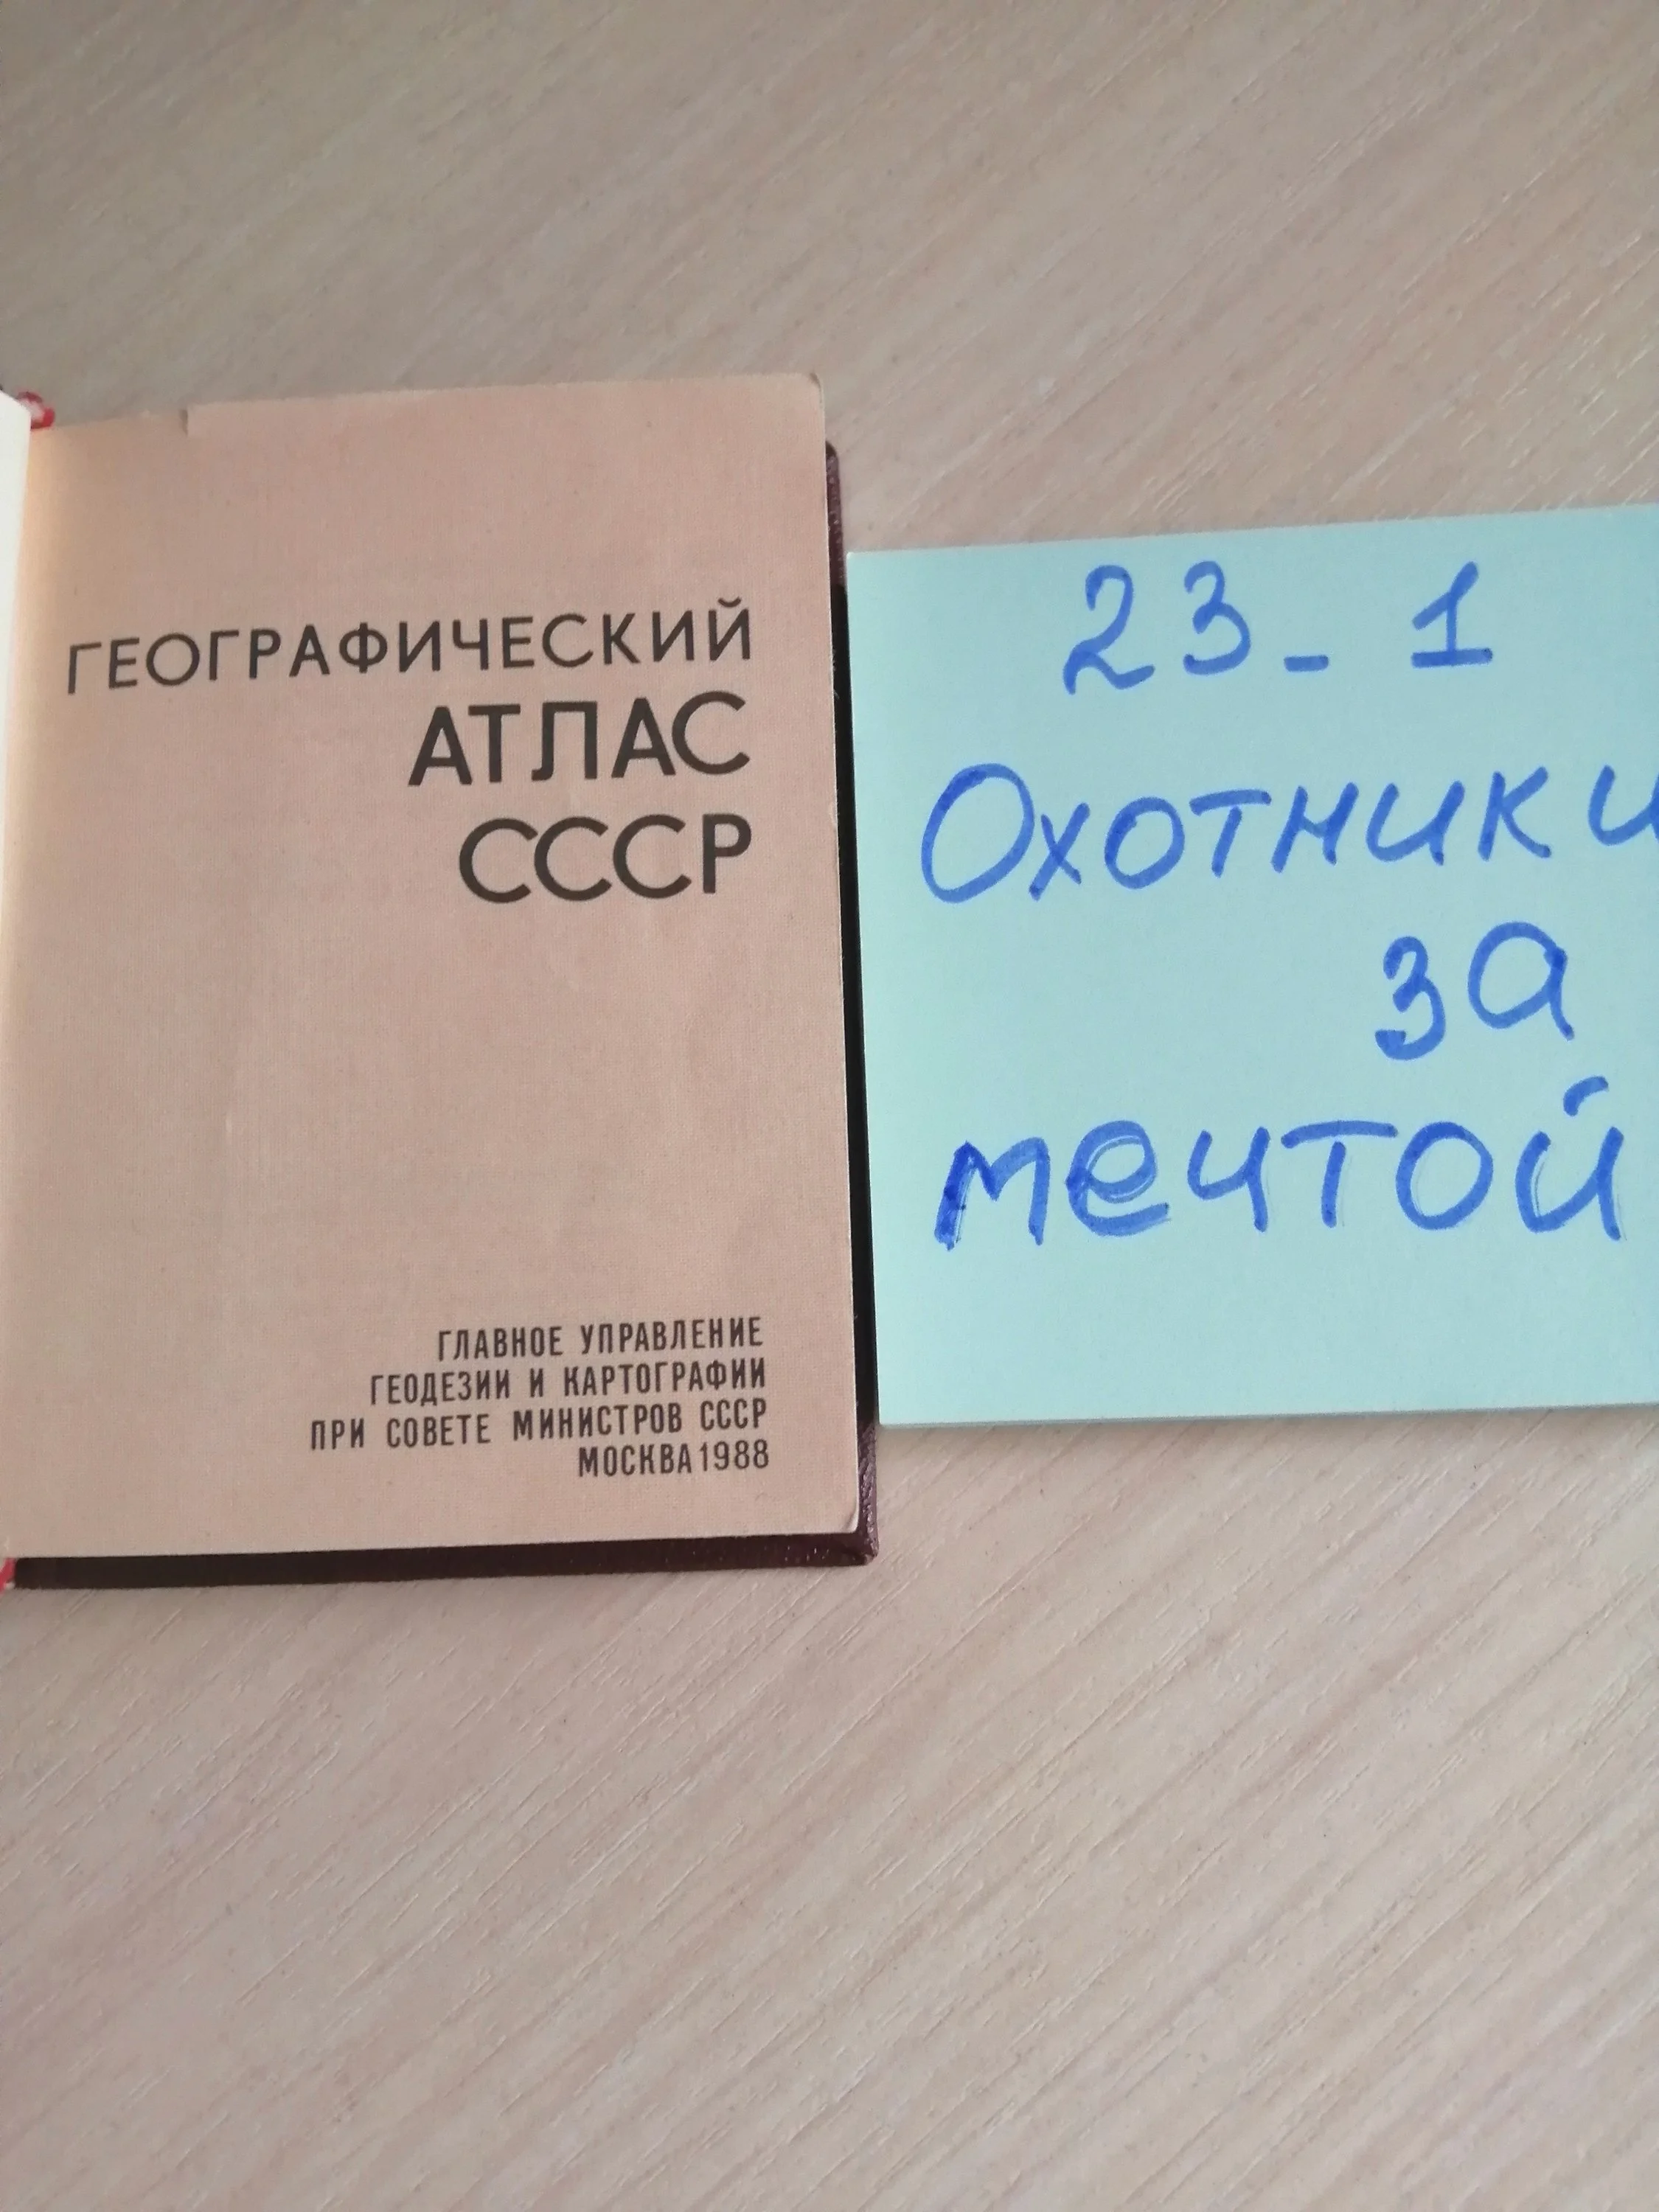 ГЕОГРАФИЧЕСКИЙ
АТЛАС
СССР
ГЛАВНОЕ УПРАВЛЕНИЕ
ГЕОДЕЗИИ И КАРТОГРАФИИ
ПРИ СОВЕТЕ МИНИСТРОВ СССР
МОСКВА 1988
23_1
Охотники
за
мечтой